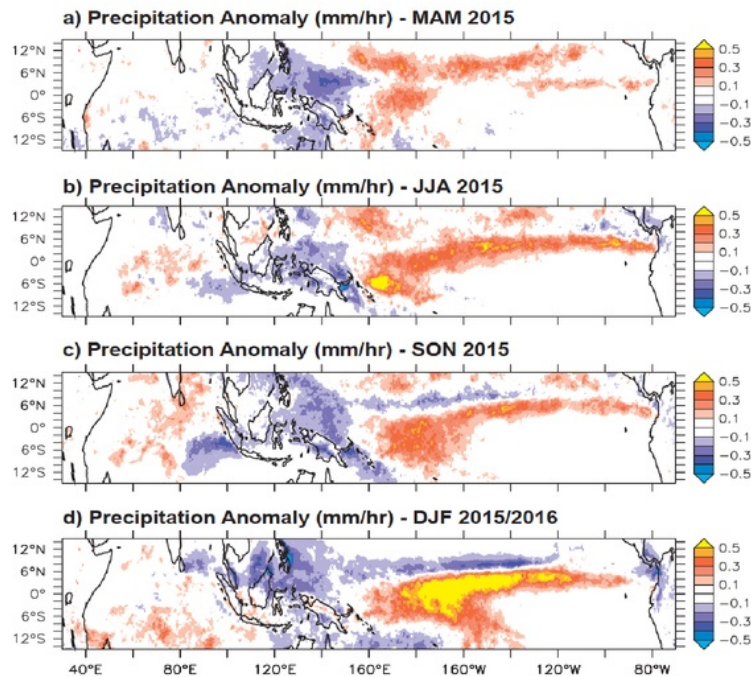 a) Precipitation Anomaly (mm/hr) - MAM 2015
12°N
6°N
0°
6°S
12°S
0.5
0.3
0.1
-0.1
-0.3
-0.5
b) Precipitation Anomaly (mm/hr) - JJA 2015
12°N
6°N
0°
6°S
12°S
0.5
0.3
0.1
-0.1
-0.3
-0.5
c) Precipitation Anomaly (mm/hr) - SON 2015
12°N
6°N
0°
6°S
12°S
0.5
0.3
0.1
-0.1
-0.3
-0.5
d) Precipitation Anomaly (mm/hr) - DJF 2015/2016
12°N
6°N
0°
6°S
12°S
0.5
0.3
0.1
-0.1
-0.3
-0.5
40°E 80°E 120°E 160°E 160°W 120°W 80°W